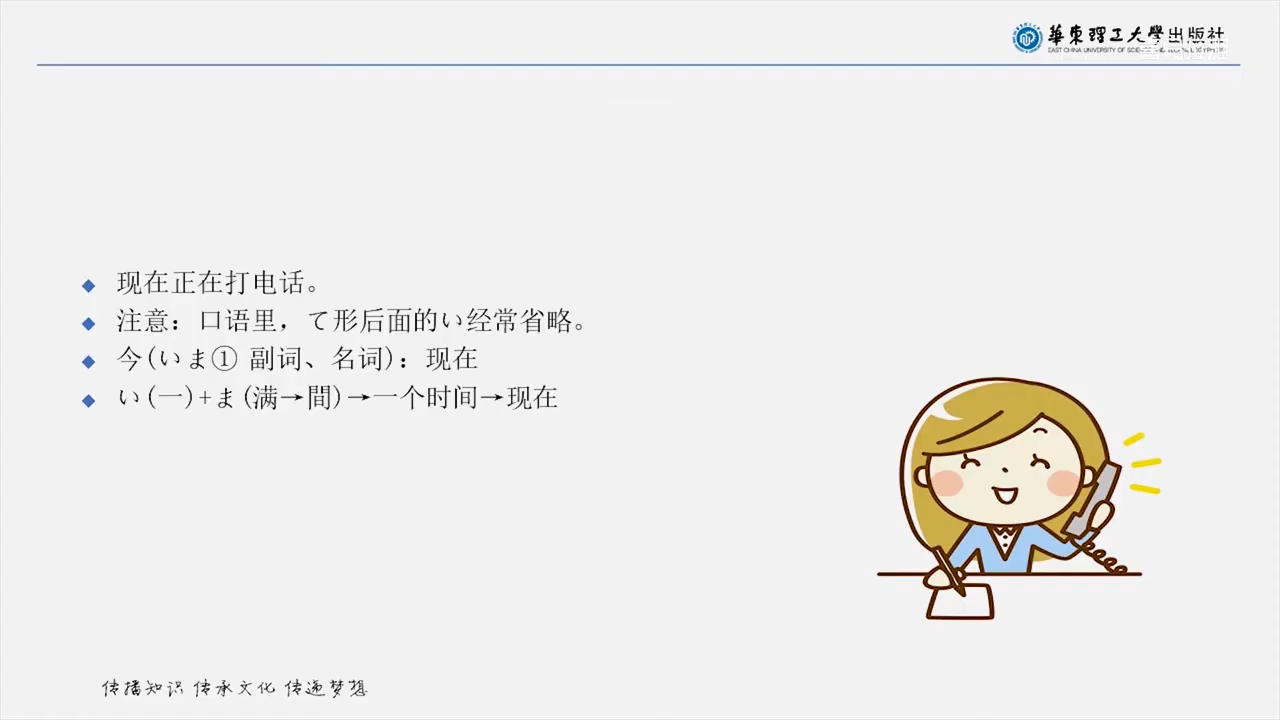 華東理工大學出版社
现在正在打电话。
注意：口语里，て形后面的い经常省略。
今(いま① 副词、名词)：现在
い(一)+ま(满→間)→一个时间→现在
传播知识 传承文化 传递梦想